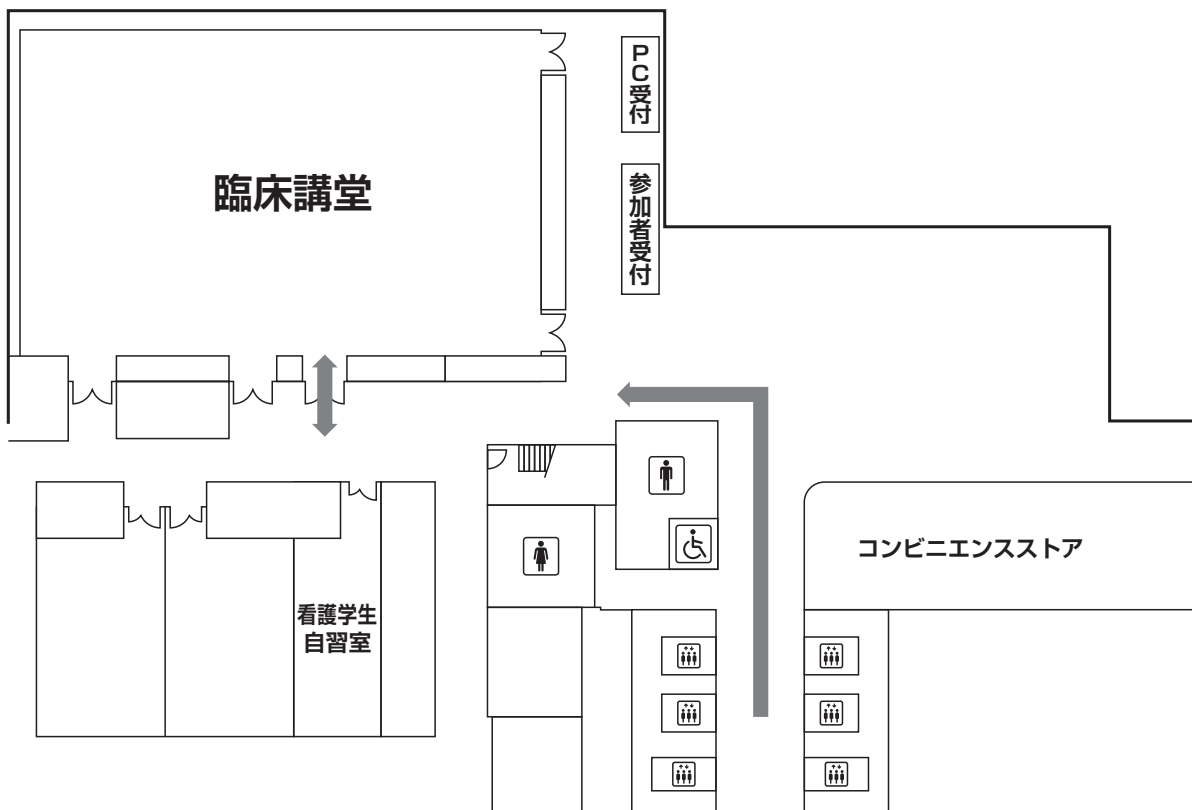 PC受付
臨床講堂
参加者受付
コンビニエンスストア
看護学生
自習室